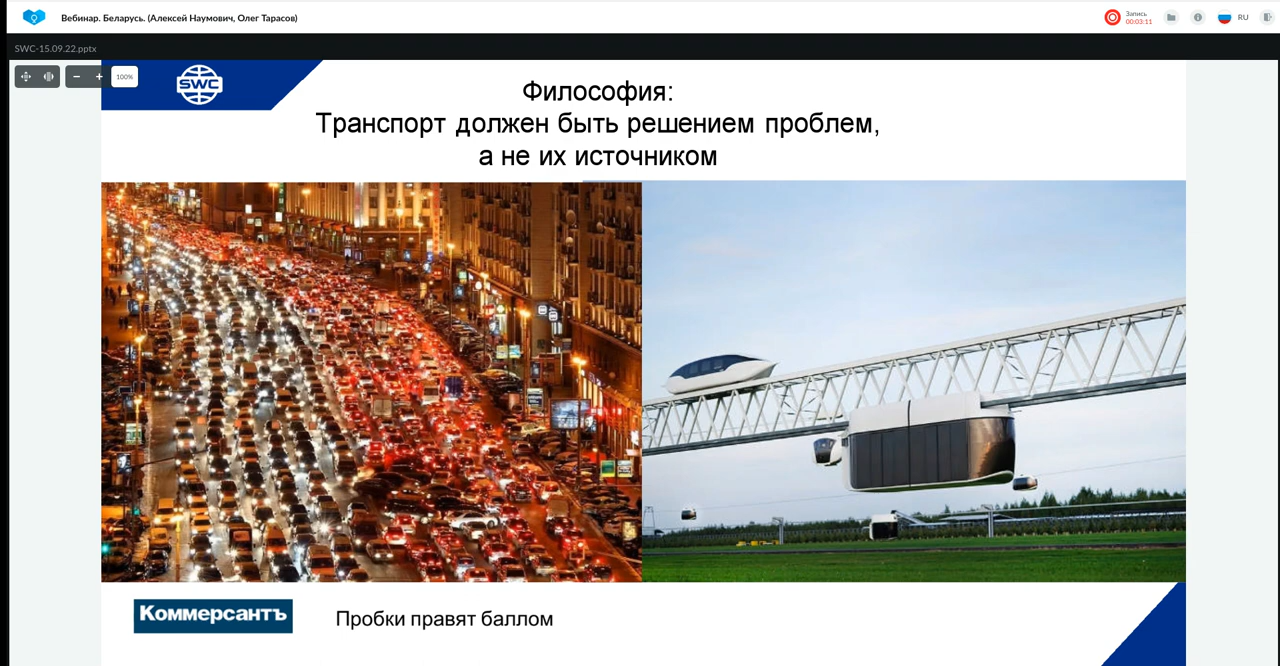 Вебинар. Беларусь. (Алексей Наумович, Олег Тарасов)
Запись
00:03:11
RU
SWC-15.09.22.pptx
100%
SWC
Философия:
Транспорт должен быть решением проблем,
а не их источником
Коммерсантъ
Пробки правят баллом